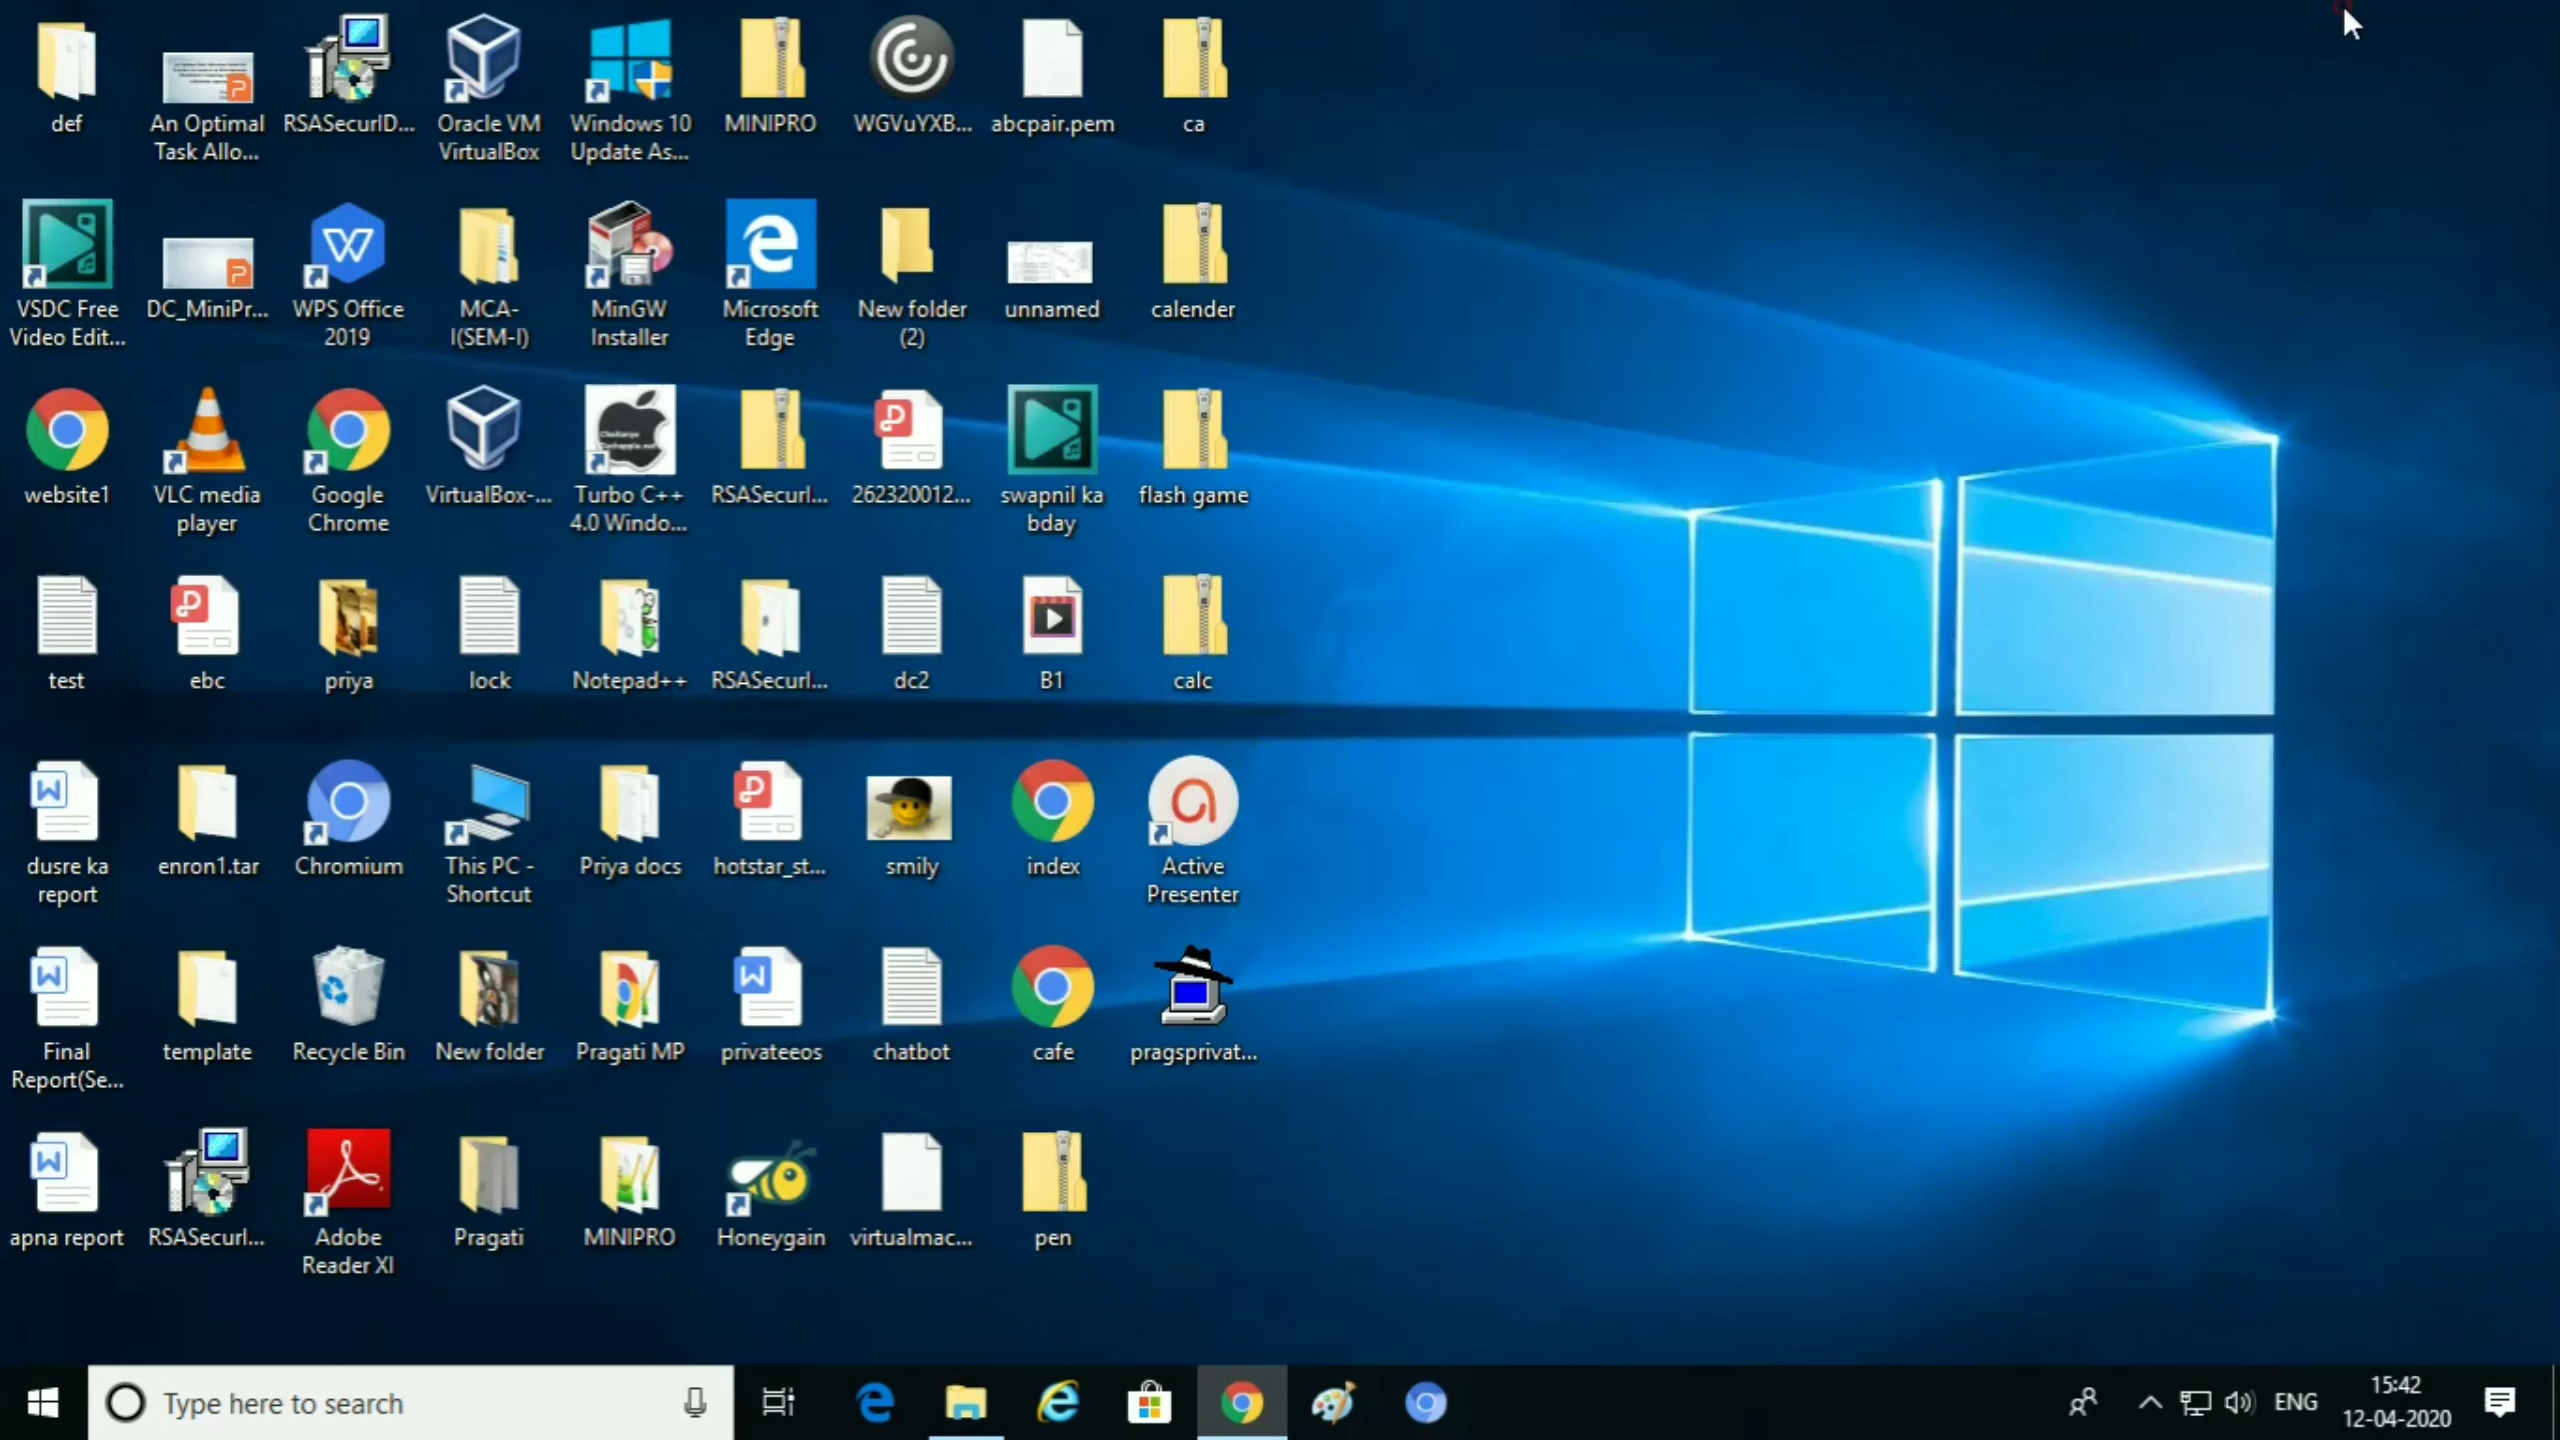 def
An Optimal
Task Allo...
RSASecurID...
Oracle VM
VirtualBox
Windows 10
Update As...
MINIPRO
WGVuYXB...
abcpair.pem
ca
VSDC Free
Video Edit...
DC_MiniPr...
WPS Office
2019
MCA-
I(SEM-I)
MinGW
Installer
Microsoft
Edge
New folder
(2)
unnamed
calender
website1
VLC media
player
Google
Chrome
VirtualBox-...
Turbo C++
4.0 Windo...
RSASecurI...
262320012...
swapnil ka
bday
flash game
test
ebc
priya
lock
Notepad++
RSASecurI...
dc2
B1
calc
dusre ka
report
enron1.tar
Chromium
This PC -
Shortcut
Priya docs
hotstar_st...
smily
index
Active
Presenter
Final
Report(Se...
template
Recycle Bin
New folder
Pragati MP
privateeos
chatbot
cafe
pragsprivat...
apna report
RSASecurI...
Adobe
Reader XI
Pragati
MINIPRO
Honeygain
virtualmac...
pen
Type here to search
ENG
15:42
12-04-2020